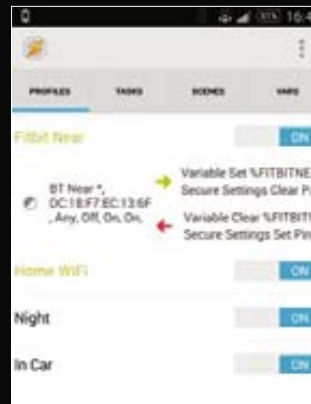 31% 16:4
PROFILES TASKS SCENES VARS
Fitbit Near ON
Variable Set %FITBITNE
BT Near *, Secure Settings Clear Pa
DC:18:F7:EC:13:6F
, Any, Off, On, On, Variable Clear %FITBIT
Secure Settings Set Pin
Home WiFi ON
Night ON
In Car ON